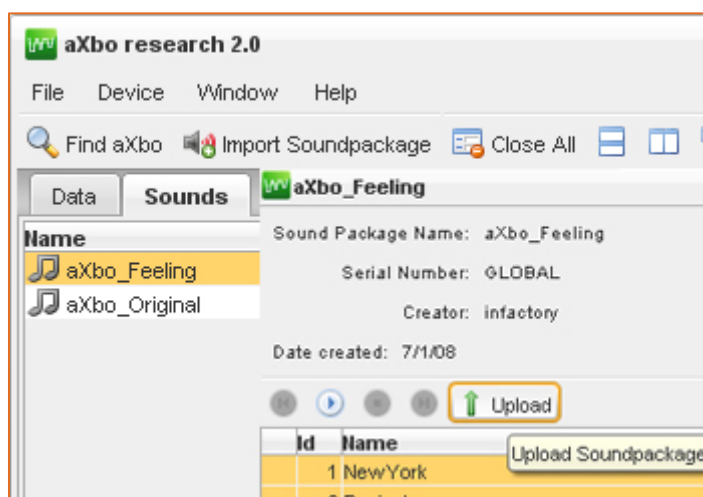 aXbo research 2.0
File Device Window Help
Find aXbo Import Soundpackage Close All
Data Sounds
aXbo_Feeling
Name
Sound Package Name: aXbo_Feeling
aXbo_Feeling
Serial Number: GLOBAL
aXbo_Original
Creator: infactory
Date created: 7/1/08
Upload
Id Name
Upload Soundpackage
1 NewYork